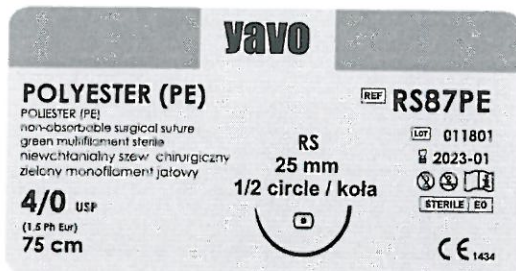 yavo
POLYESTER (PE)
POLIESTER (PE)
non-absorbable surgical suture
green multifilament sterile
niewchłanialny szew chirurgiczny
zielony monofilament jałowy
4/0 USP
(1.5 Ph Eur)
75 cm
RS
25 mm
1/2 circle / koła
REF RS87PE
LOT 011801
2023-01
STERILE EO
CE 1434